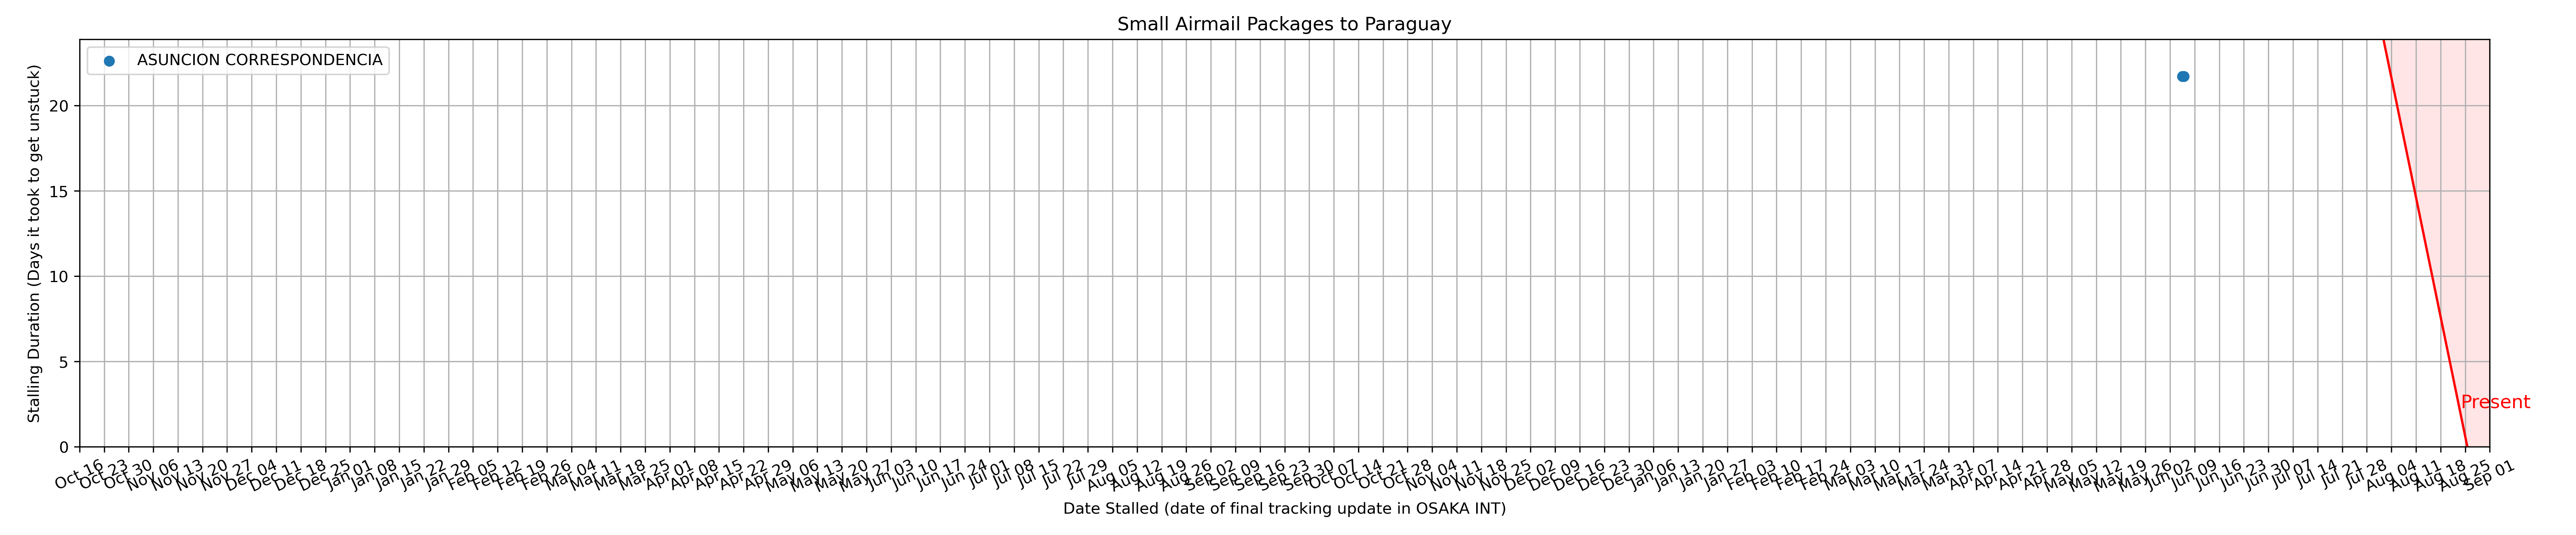 Small Airmail Packages to Paraguay
ASUNCION CORRESPONDENCIA
Stalling Duration (Days it took to get unstuck)
20
15
10
5
0
Present
Oct 16
Oct 23
Oct 30
Nov 06
Nov 13
Nov 20
Nov 27
Dec 04
Dec 11
Dec 18
Dec 25
Jan 01
Jan 08
Jan 15
Jan 22
Jan 29
Feb 05
Feb 12
Feb 19
Feb 26
Mar 04
Mar 11
Mar 18
Mar 25
Apr 01
Apr 08
Apr 15
Apr 22
Apr 29
May 06
May 13
May 20
May 27
Jun 03
Jun 10
Jun 17
Jun 24
Jul 01
Jul 08
Jul 15
Jul 22
Jul 29
Aug 05
Aug 12
Aug 19
Aug 26
Sep 02
Sep 09
Sep 16
Sep 23
Sep 30
Oct 07
Oct 14
Oct 21
Oct 28
Nov 04
Nov 11
Nov 18
Nov 25
Dec 02
Dec 09
Dec 16
Dec 23
Dec 30
Jan 06
Jan 13
Jan 20
Jan 27
Feb 03
Feb 10
Feb 17
Feb 24
Mar 03
Mar 10
Mar 17
Mar 24
Mar 31
Apr 07
Apr 14
Apr 21
Apr 28
May 05
May 12
May 19
May 26
Jun 02
Jun 09
Jun 16
Jun 23
Jun 30
Jul 07
Jul 14
Jul 21
Jul 28
Aug 04
Aug 11
Aug 18
Aug 25
Sep 01
Date Stalled (date of final tracking update in OSAKA INT)